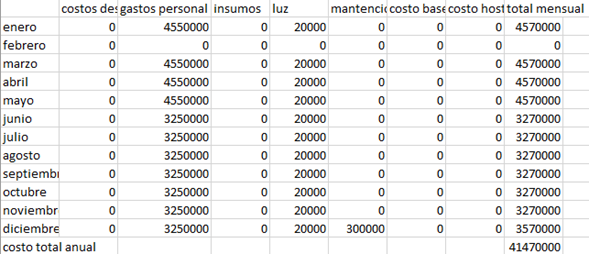 costos des gastos personal insumos luz mantenci costo base costo host total mensual
enero 0 4550000 0 20000 0 0 0 4570000
febrero 0 0 0 0 0 0 0 0
marzo 0 4550000 0 20000 0 0 0 4570000
abril 0 4550000 0 20000 0 0 0 4570000
mayo 0 4550000 0 20000 0 0 0 4570000
junio 0 3250000 0 20000 0 0 0 3270000
julio 0 3250000 0 20000 0 0 0 3270000
agosto 0 3250000 0 20000 0 0 0 3270000
septiembr 0 3250000 0 20000 0 0 0 3270000
octubre 0 3250000 0 20000 0 0 0 3270000
noviembr 0 3250000 0 20000 0 0 0 3270000
diciembre 0 3250000 0 20000 300000 0 0 3570000
costo total anual 41470000